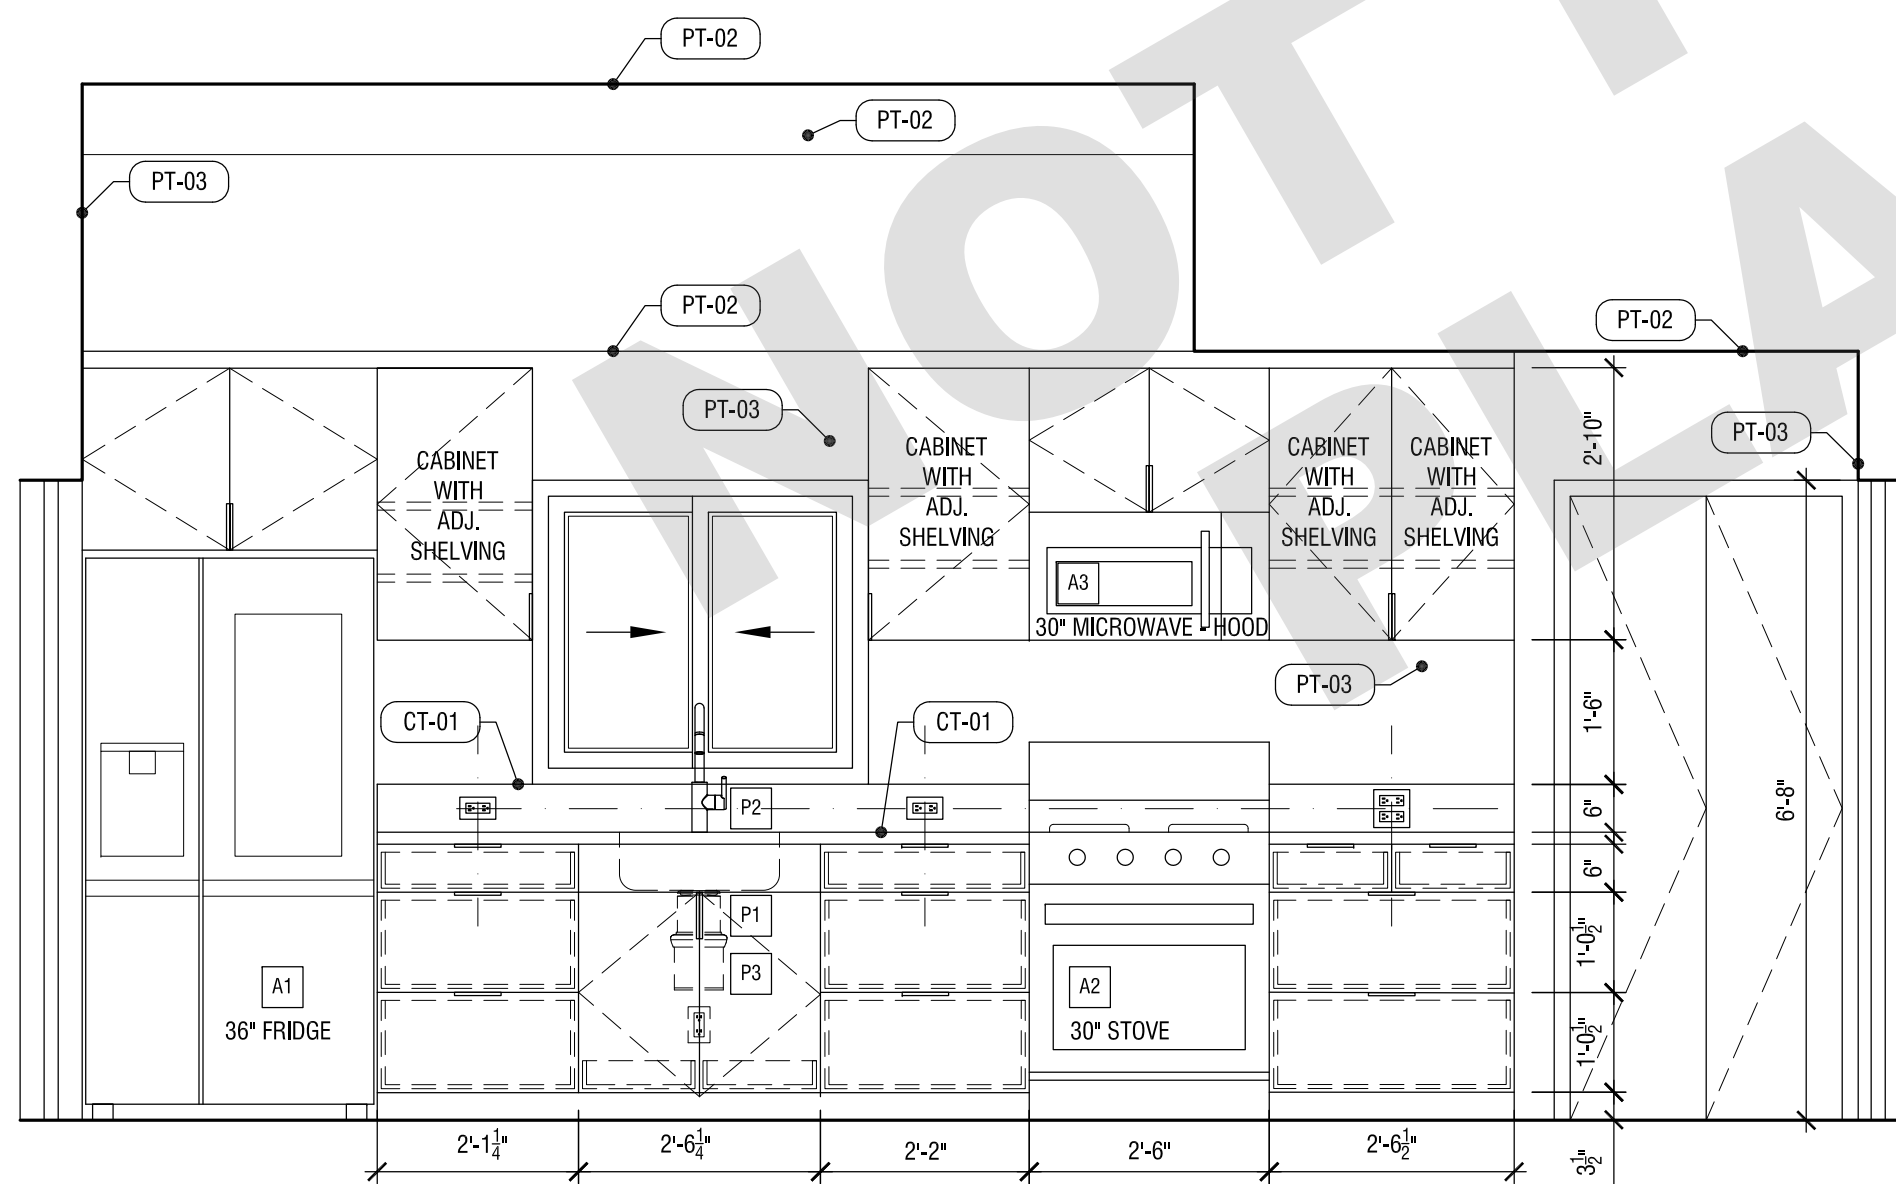 PT-02
PT-02
PT-03
PT-02
PT-02
PT-03
PT-03
CABINET
WITH
ADJ.
SHELVING
CABINET
WITH
ADJ.
SHELVING
CABINET
WITH
ADJ.
SHELVING
CABINET
WITH
ADJ.
SHELVING
2'-10"
A3
30" MICROWAVE - HOOD
PT-03
CT-01
CT-01
1'-6"
6'-8"
P2
6"
6"
P1
1'-0½"
P3
A1
36" FRIDGE
A2
30" STOVE
1'-0½"
2'-1¼"
2'-6¼"
2'-2"
2'-6"
2'-6½"
3½"
NOT
PLA